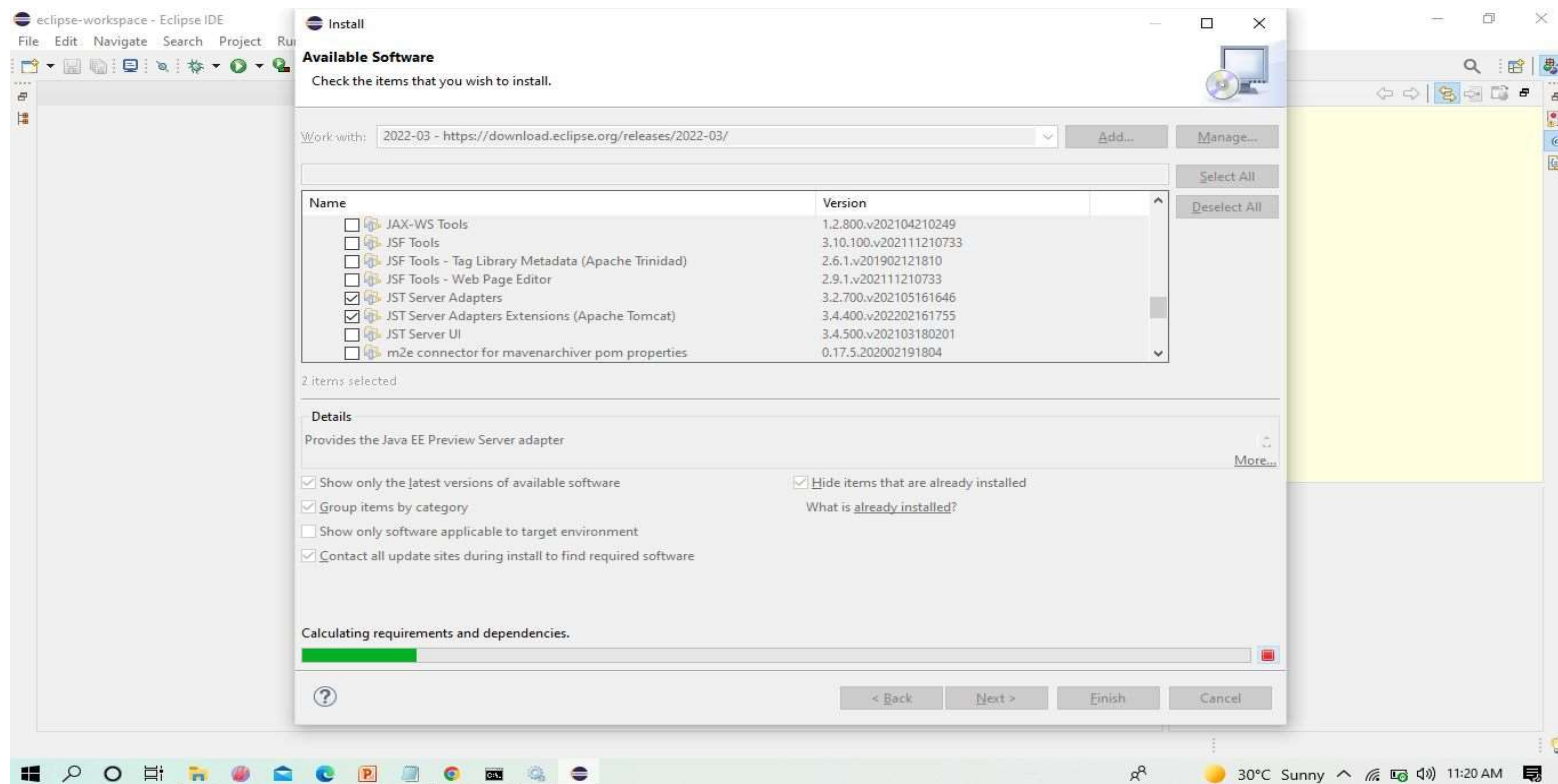 eclipse-workspace - Eclipse IDE
File Edit Navigate Search Project Ru
Install
Available Software
Check the items that you wish to install.
Work with: 2022-03 - https://download.eclipse.org/releases/2022-03/ Add... Manage...
Select All
Deselect All
Name Version
JAX-WS Tools 1.2.800.v202104210249
JSF Tools 3.10.100.v202111210733
JSF Tools - Tag Library Metadata (Apache Trinidad) 2.6.1.v201902121810
JSF Tools - Web Page Editor 2.9.1.v202111210733
JST Server Adapters 3.2.700.v202105161646
JST Server Adapters Extensions (Apache Tomcat) 3.4.400.v202202161755
JST Server UI 3.4.500.v202103180201
m2e connector for mavenarchiver pom properties 0.17.5.202002191804
2 items selected
Details
Provides the Java EE Preview Server adapter
More...
Show only the latest versions of available software Hide items that are already installed
Group items by category What is already installed?
Show only software applicable to target environment
Contact all update sites during install to find required software
Calculating requirements and dependencies.
< Back Next > Finish Cancel
30°C Sunny 11:20 AM